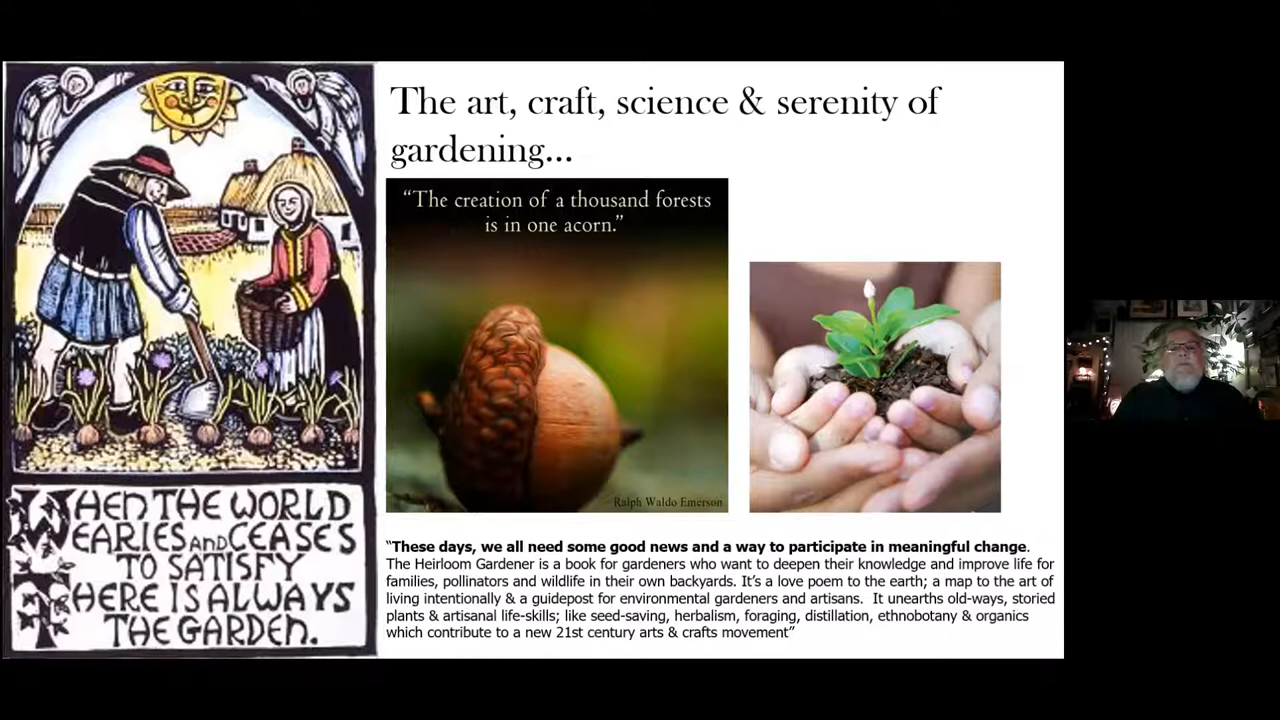 The art, craft, science & serenity of
gardening...
"The creation of a thousand forests
is in one acorn."
Ralph Waldo Emerson
WHEN THE WORLD
WEARIES AND CEASES
TO SATISFY
THERE IS ALWAYS
THE GARDEN.
"These days, we all need some good news and a way to participate in meaningful change.
The Heirloom Gardener is a book for gardeners who want to deepen their knowledge and improve life for
families, pollinators and wildlife in their own backyards. It's a love poem to the earth; a map to the art of
living intentionally & a guidepost for environmental gardeners and artisans.  It unearths old-ways, storied
plants & artisanal life-skills; like seed-saving, herbalism, foraging, distillation, ethnobotany & organics
which contribute to a new 21st century arts & crafts movement"